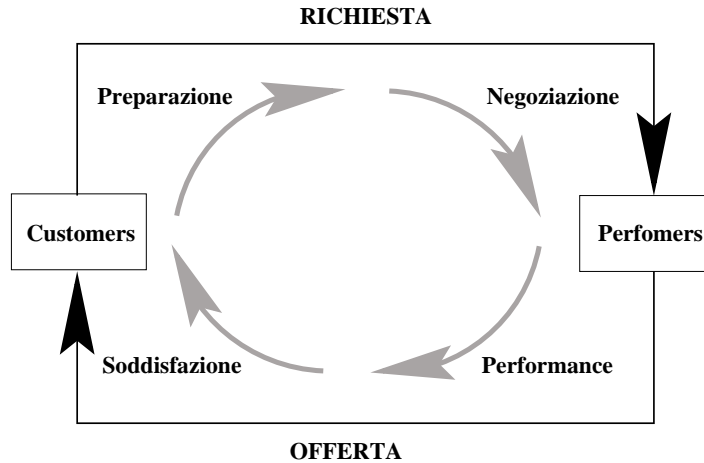 RICHIESTA
Preparazione
Negoziazione
Customers
Perfomers
Soddisfazione
Performance
OFFERTA